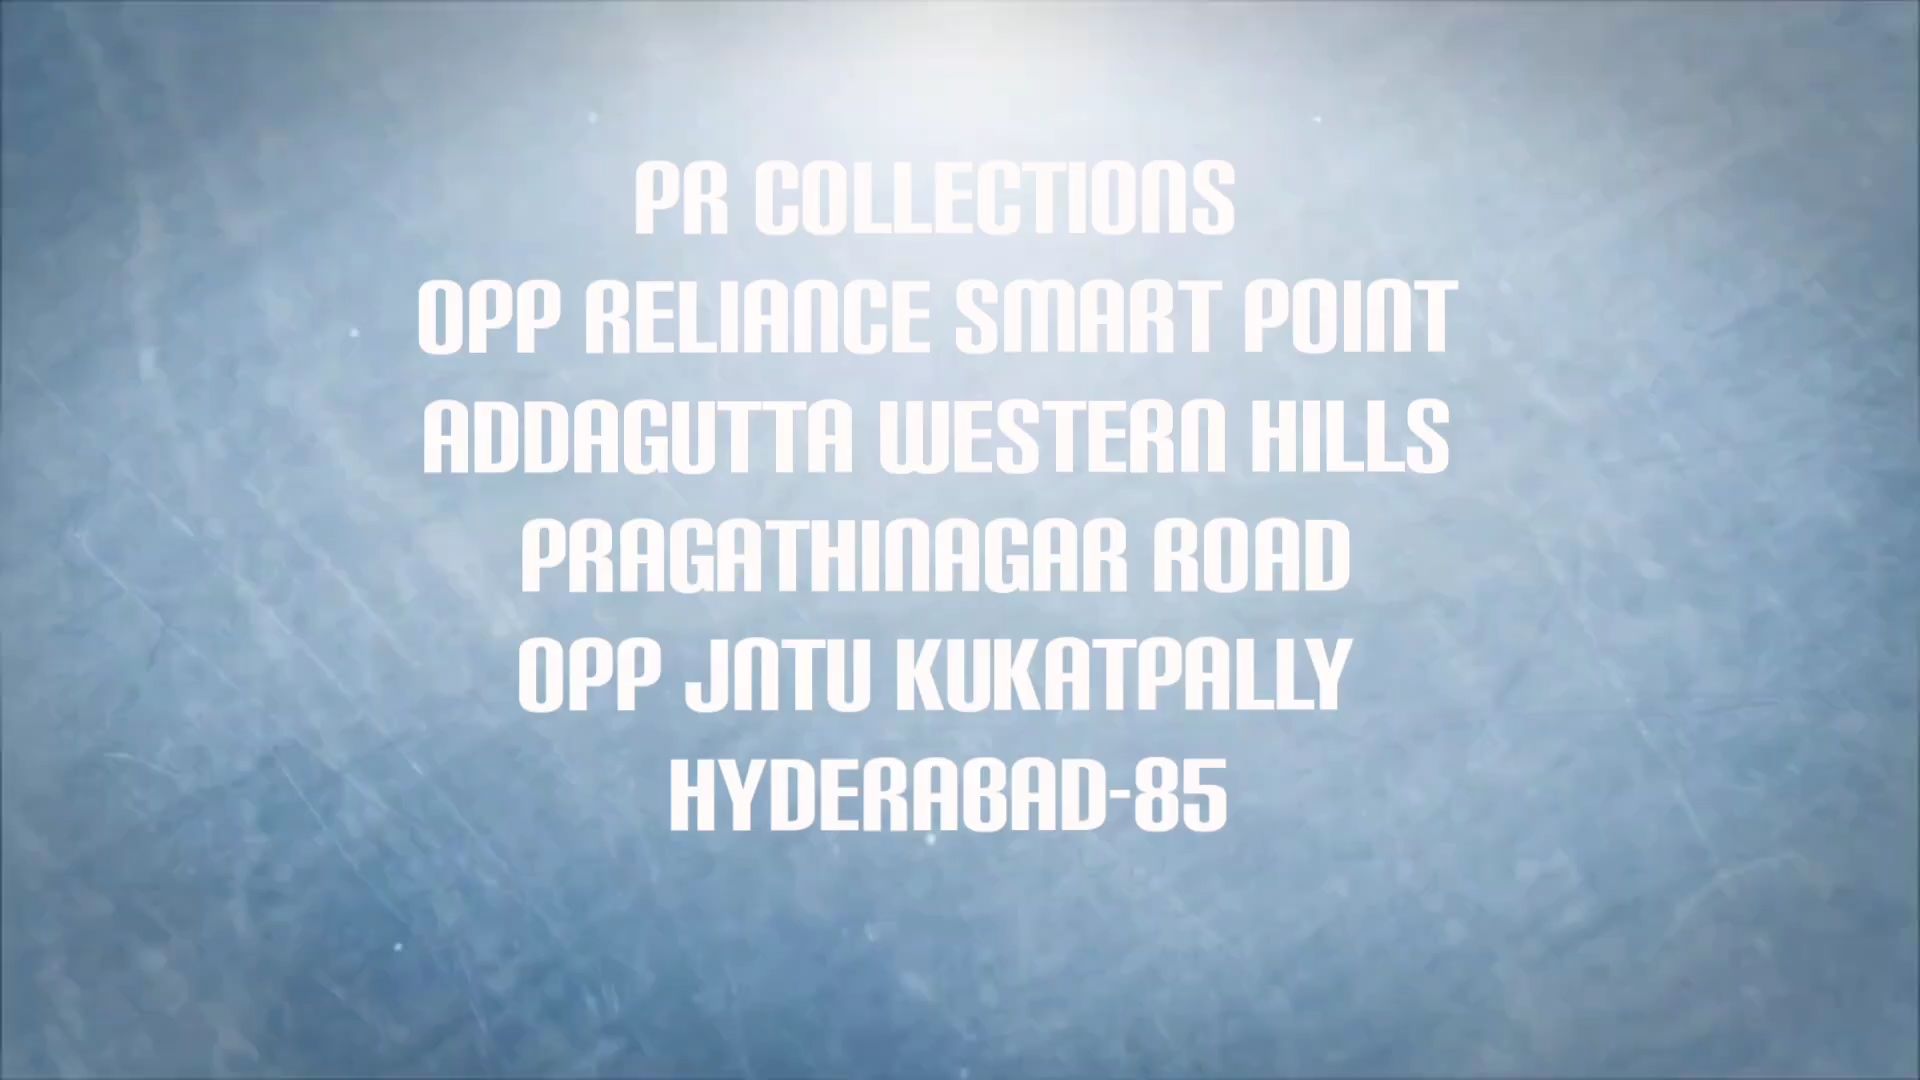 PR COLLECTIONS
OPP RELIANCE SMART POINT
ADDAGUTTA WESTERN HILLS
PRAGATHINAGAR ROAD
OPP JNTU KUKATPALLY
HYDERABAD-85